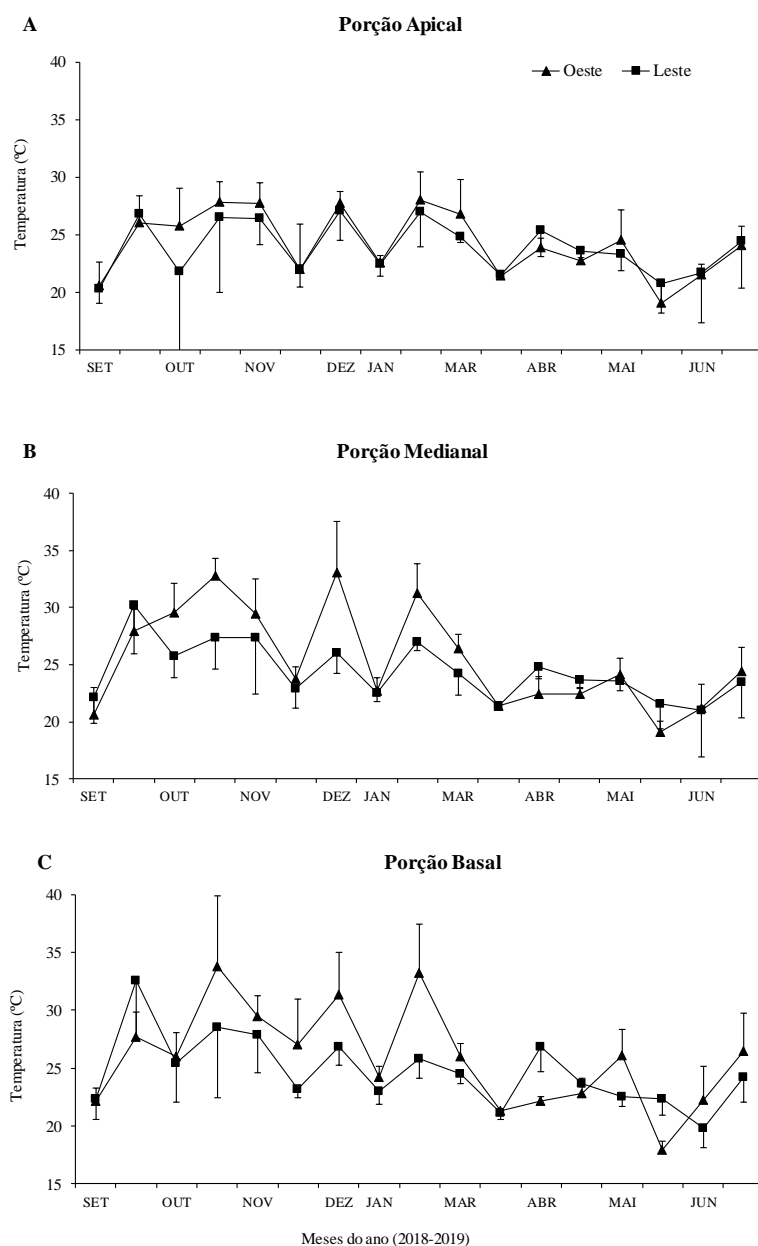 A Porção Apical
40
35
30
25
20
15
Temperatura (ºC)
Oeste Leste
SET OUT NOV DEZ JAN MAR ABR MAI JUN
B Porção Medianal
40
35
30
25
20
15
Temperatura (ºC)
SET OUT NOV DEZ JAN MAR ABR MAI JUN
C Porção Basal
40
35
30
25
20
15
Temperatura (ºC)
SET OUT NOV DEZ JAN MAR ABR MAI JUN
Meses do ano (2018-2019)